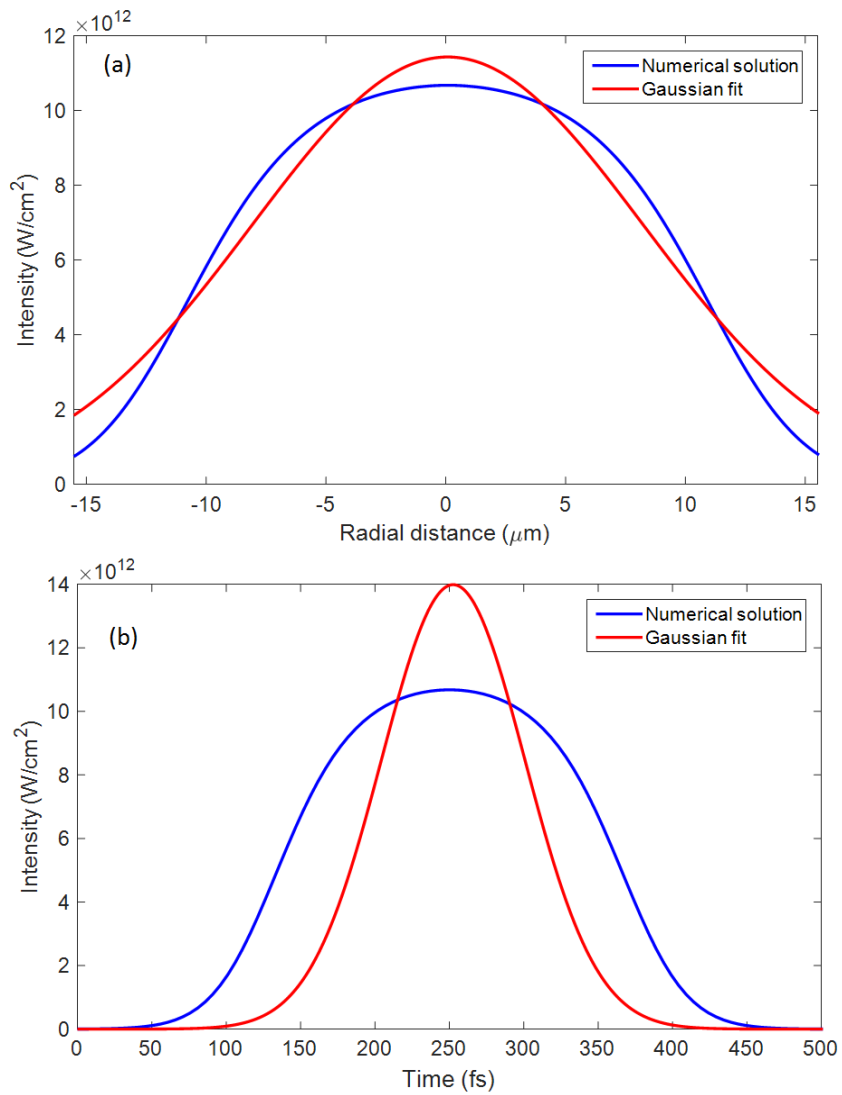 ×10¹²
12
(a)
Numerical solution
Gaussian fit
10
8
6
4
2
0
Intensity (W/cm²)
-15 -10 -5 0 5 10 15
Radial distance (μm)
×10¹²
14
(b)
Numerical solution
Gaussian fit
12
10
8
6
4
2
0
Intensity (W/cm²)
0 50 100 150 200 250 300 350 400 450 500
Time (fs)